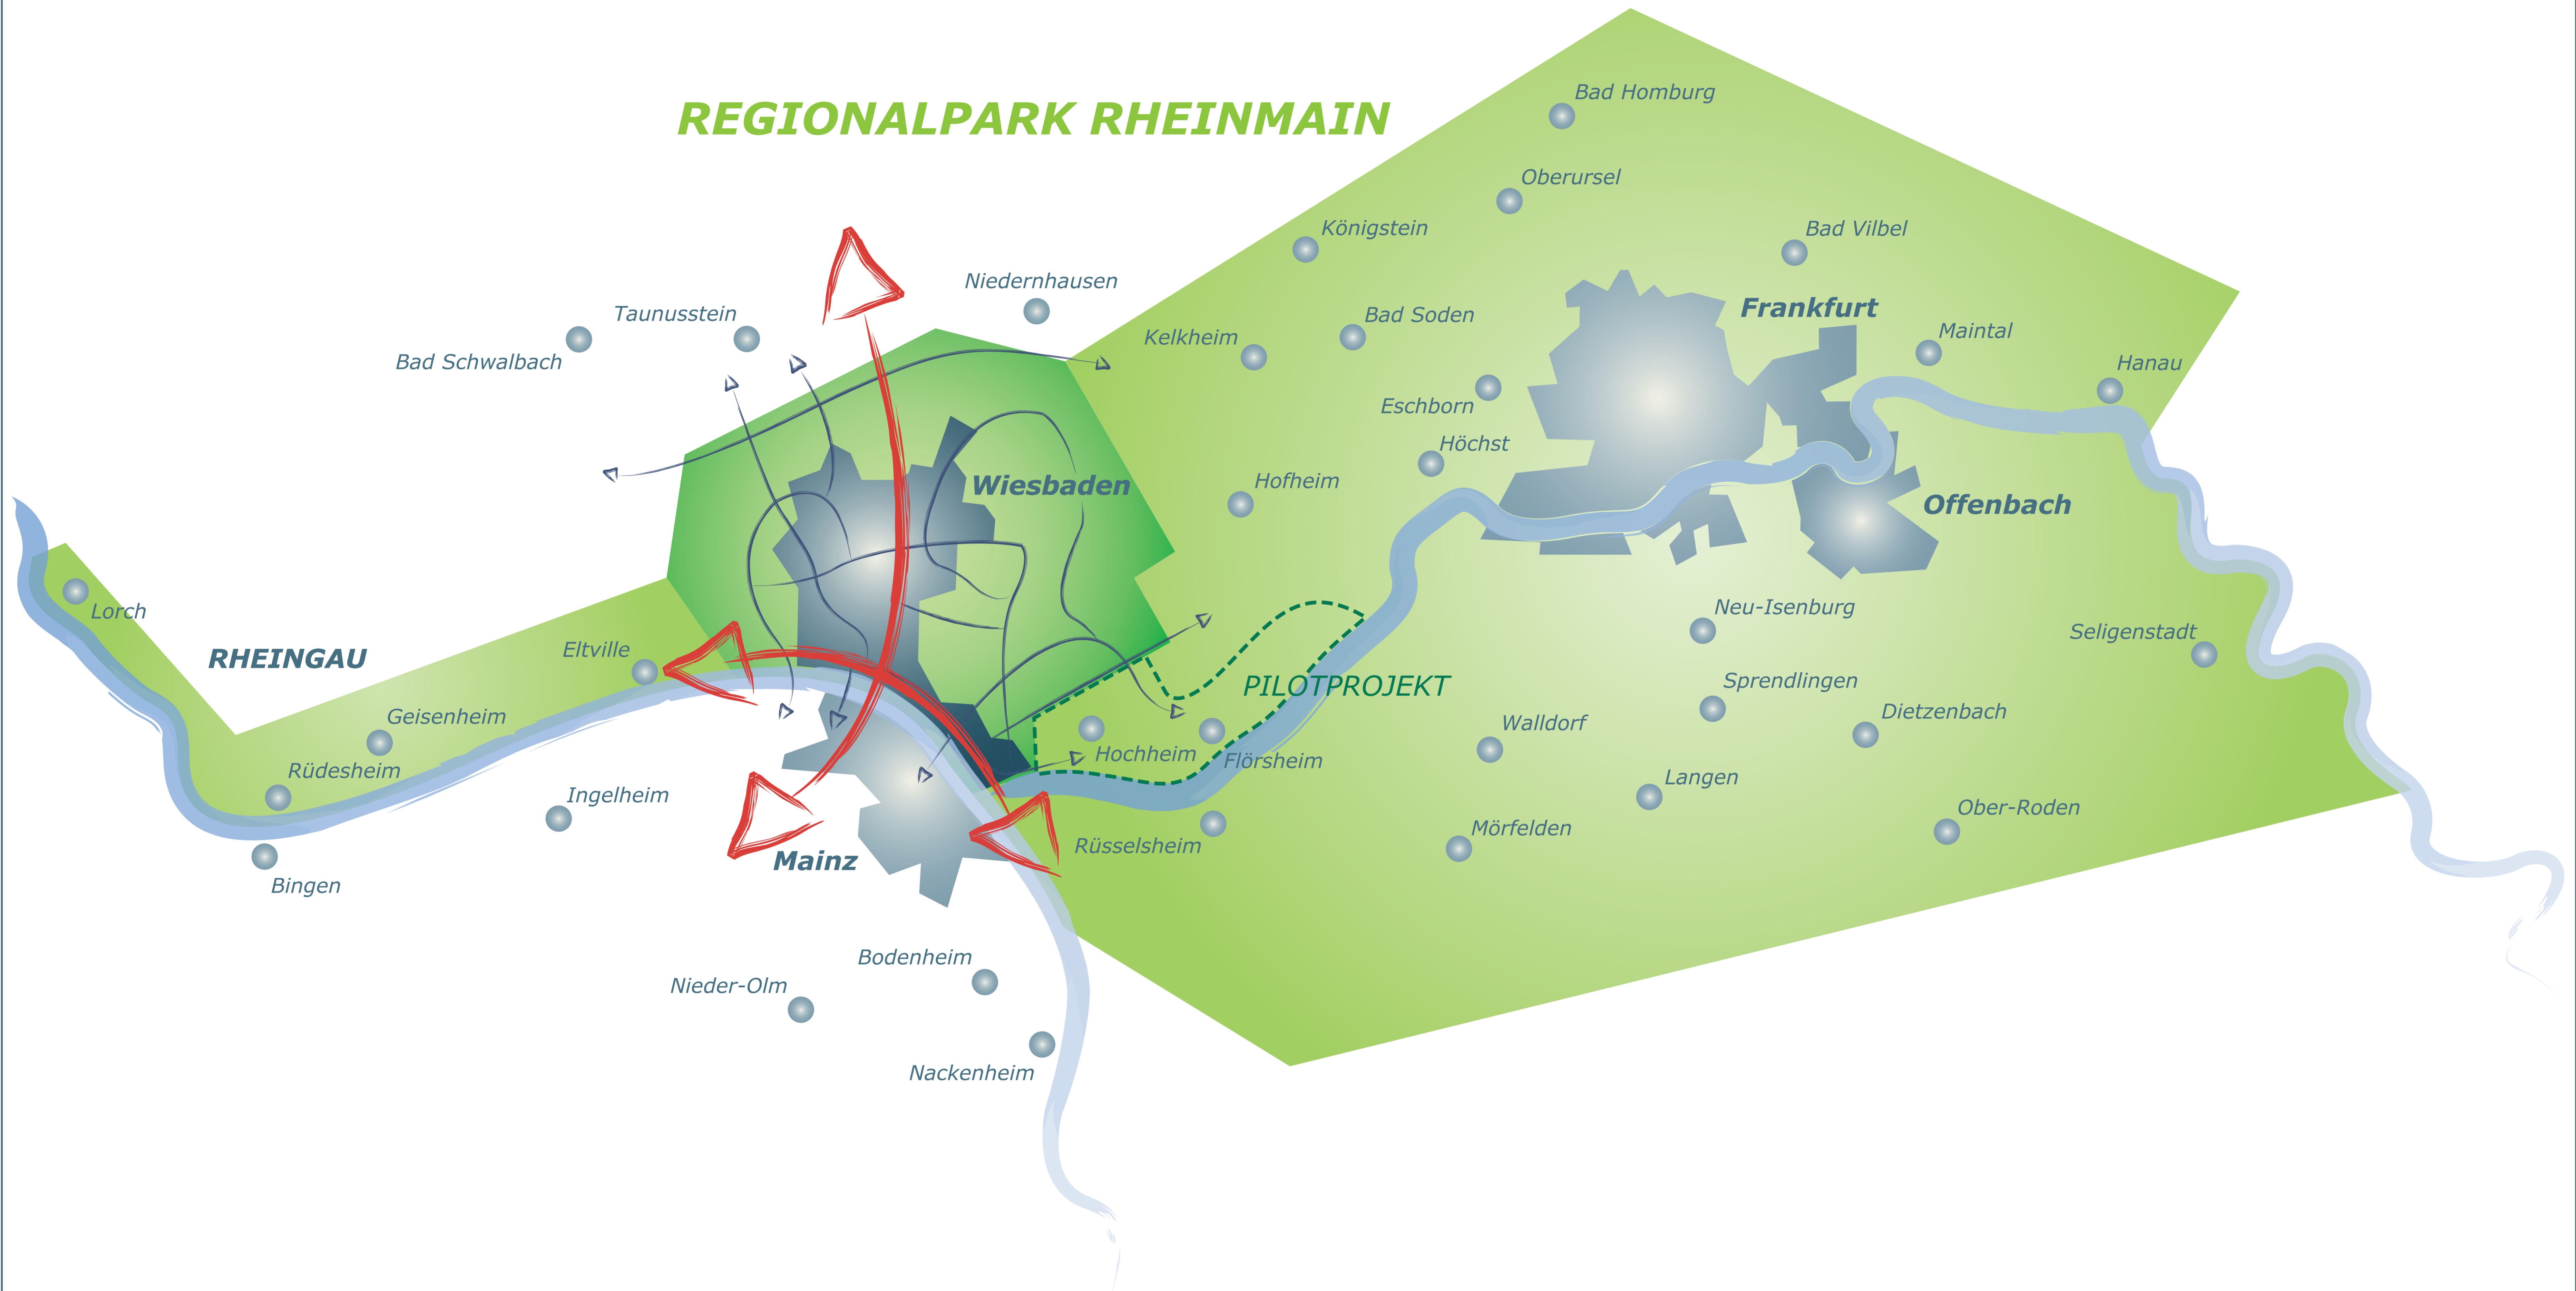 Bad Homburg
REGIONALPARK RHEINMAIN
Oberursel
Königstein
Bad Vilbel
Niedernhausen
Frankfurt
Taunusstein
Bad Soden
Maintal
Kelkheim
Bad Schwalbach
Hanau
Eschborn
Höchst
Hofheim
Wiesbaden
Offenbach
Lorch
Neu-Isenburg
Seligenstadt
Eltville
RHEINGAU
Sprendlingen
PILOTPROJEKT
Dietzenbach
Geisenheim
Walldorf
Hochheim
Flörsheim
Rüdesheim
Langen
Ingelheim
Ober-Roden
Mörfelden
Rüsselsheim
Mainz
Bingen
Bodenheim
Nieder-Olm
Nackenheim